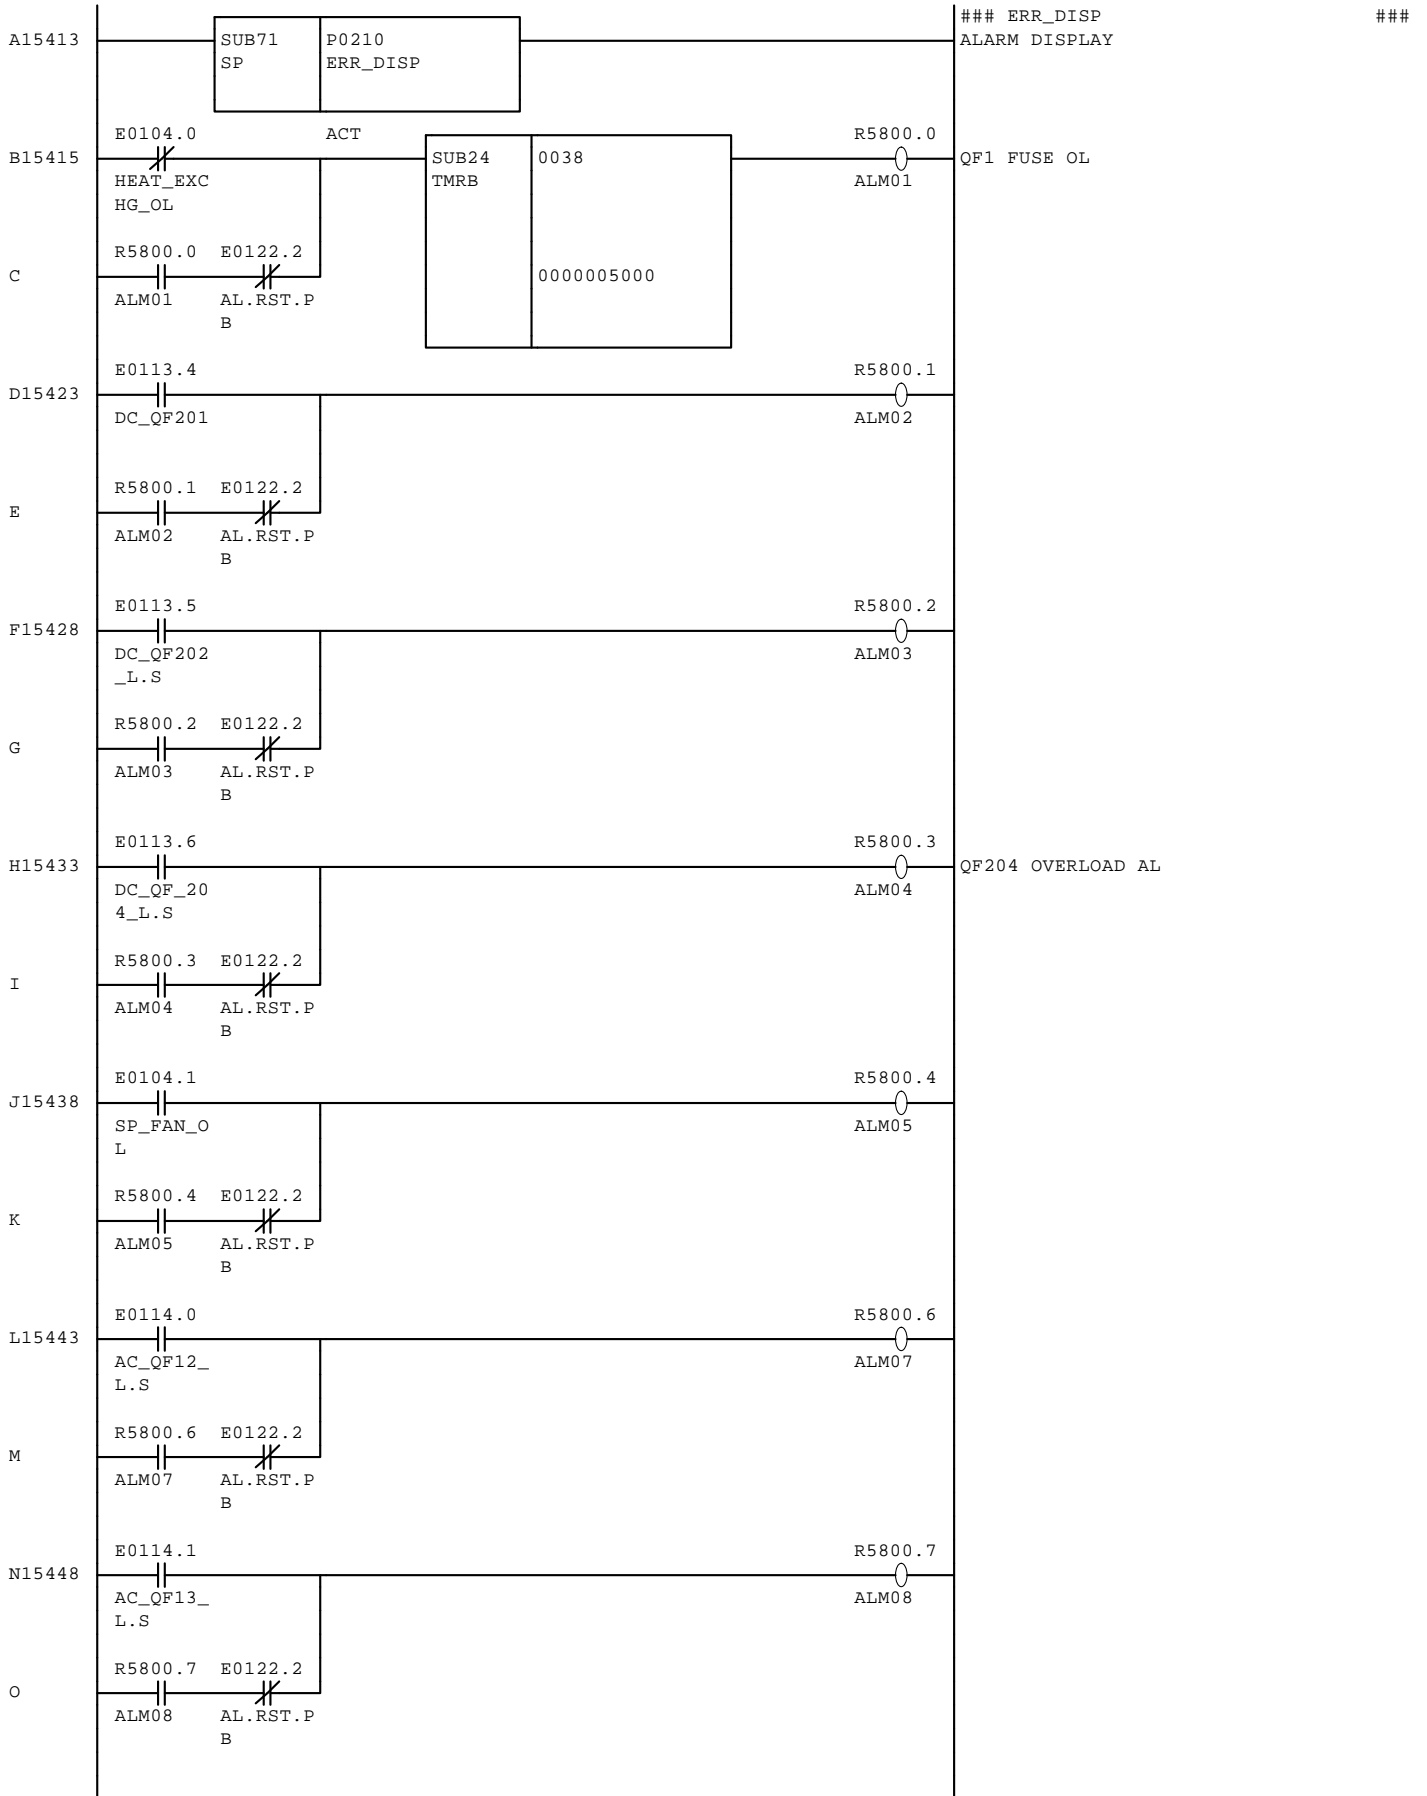 ### ERR_DISP ###
A15413 SUB71 P0210 ALARM DISPLAY
SP ERR_DISP
E0104.0 ACT R5800.0
B15415 SUB24 0038 QF1 FUSE OL
HEAT_EXC TMRB ALM01
HG_OL
R5800.0 E0122.2
C 0000005000
ALM01 AL.RST.P
B
E0113.4 R5800.1
D15423
DC_QF201 ALM02
R5800.1 E0122.2
E
ALM02 AL.RST.P
B
E0113.5 R5800.2
F15428
DC_QF202 ALM03
_L.S
R5800.2 E0122.2
G
ALM03 AL.RST.P
B
E0113.6 R5800.3
H15433 QF204 OVERLOAD AL
DC_QF_20 ALM04
4_L.S
R5800.3 E0122.2
I
ALM04 AL.RST.P
B
E0104.1 R5800.4
J15438
SP_FAN_O ALM05
L
R5800.4 E0122.2
K
ALM05 AL.RST.P
B
E0114.0 R5800.6
L15443
AC_QF12_ ALM07
L.S
R5800.6 E0122.2
M
ALM07 AL.RST.P
B
E0114.1 R5800.7
N15448
AC_QF13_ ALM08
L.S
R5800.7 E0122.2
O
ALM08 AL.RST.P
B